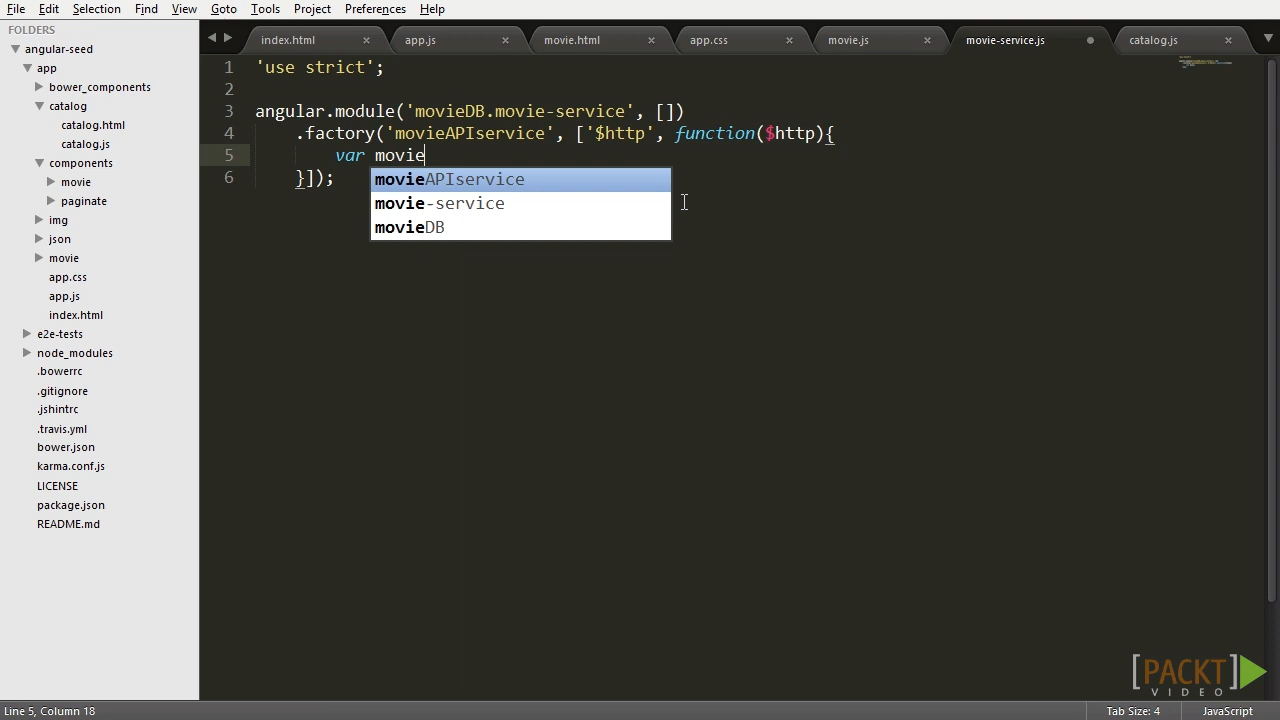 File Edit Selection Find View Goto Tools Project Preferences Help
FOLDERS
angular-seed
app
bower_components
catalog
catalog.html
catalog.js
components
movie
paginate
img
json
movie
app.css
app.js
index.html
e2e-tests
node_modules
.bowerrc
.gitignore
.jshintrc
.travis.yml
bower.json
karma.conf.js
LICENSE
package.json
README.md
index.html app.js movie.html app.css movie.js movie-service.js catalog.js
1 'use strict';
2
3 angular.module('movieDB.movie-service', [])
4 .factory('movieAPIservice', ['$http', function($http){
5 var movie
6 }]);
movieAPIservice
movie-service
movieDB
[PACKT]
VIDEO
Line 5, Column 18 Tab Size: 4 JavaScript